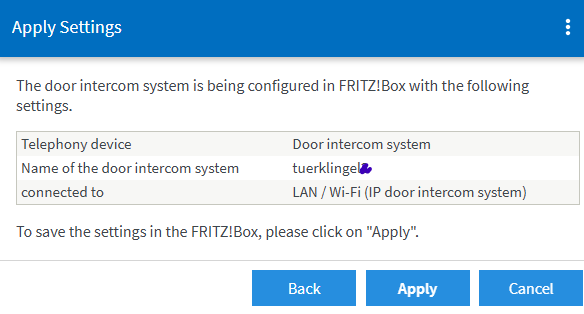 Apply Settings
The door intercom system is being configured in FRITZ!Box with the following
settings.
Telephony device Door intercom system
Name of the door intercom system tuerklingel
connected to LAN / Wi-Fi (IP door intercom system)
To save the settings in the FRITZ!Box, please click on "Apply".
Back Apply Cancel